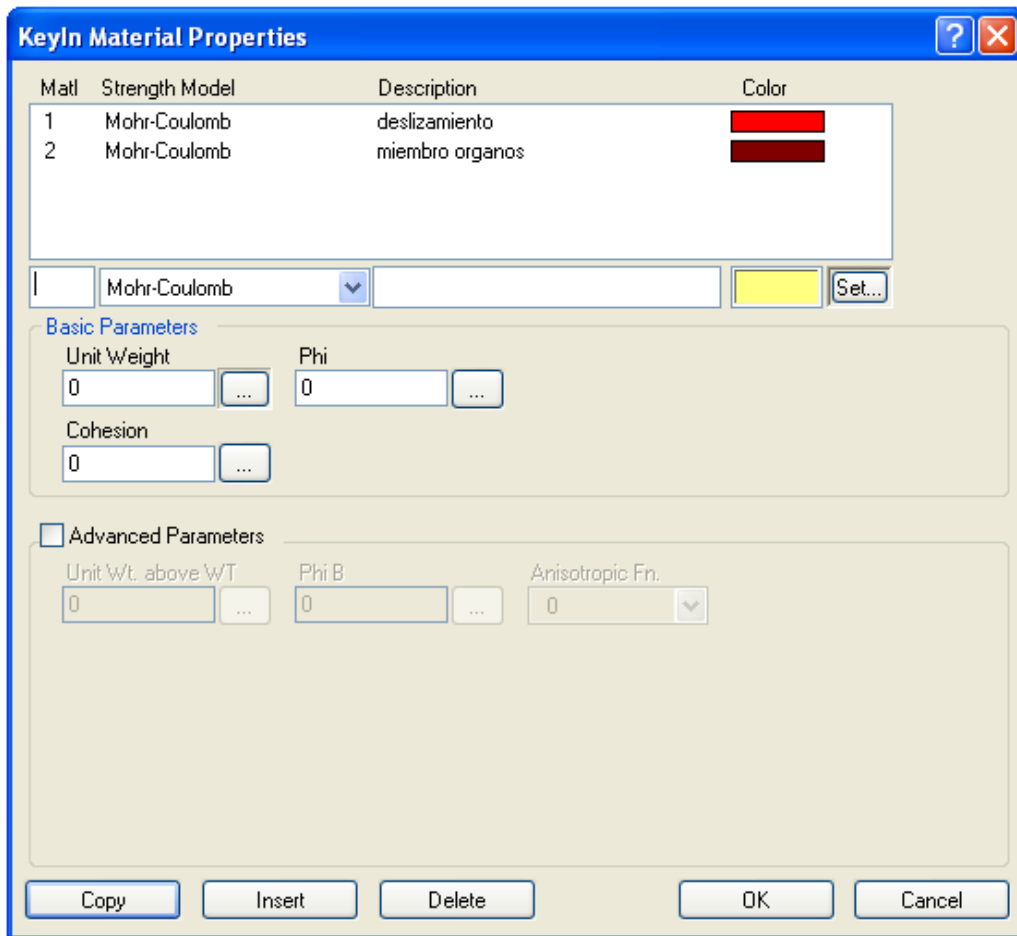 KeyIn Material Properties
Matl Strength Model Description Color
1 Mohr-Coulomb deslizamiento
2 Mohr-Coulomb miembro organos
Mohr-Coulomb Set...
Basic Parameters
Unit Weight Phi
0 ... 0 ...
Cohesion
0 ...
Advanced Parameters
Unit Wt. above WT Phi B Anisotropic Fn.
0 ... 0 ... 0
Copy Insert Delete OK Cancel